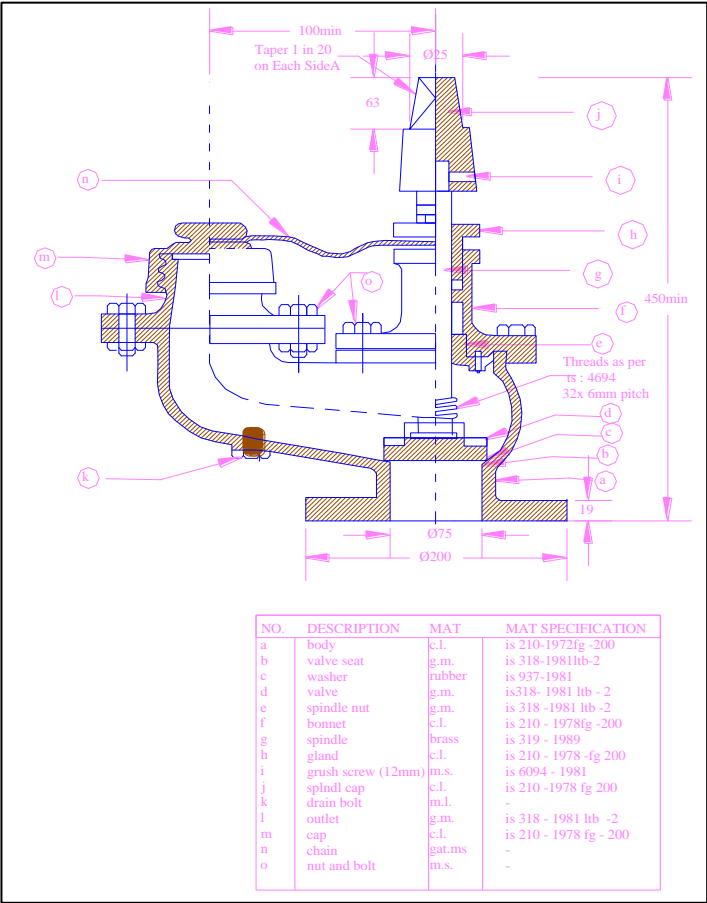 100min
Taper 1 in 20
on Each SideA
Ø25
63
j
i
n
h
m
g
o
l
f
450min
e
Threads as per
ts : 4694
32x 6mm pitch
d
c
b
k
a
19
Ø75
Ø200
NO. DESCRIPTION MAT MAT SPECIFICATION
a body c.l. is 210-1972fg -200
b valve seat g.m. is 318-1981ltb-2
c washer rubber is 937-1981
d valve g.m. is318- 1981 ltb - 2
e spindle nut g.m. is 318 -1981 ltb -2
f bonnet c.l. is 210 - 1978fg -200
g spindle brass is 319 - 1989
h gland c.l. is 210 - 1978 -fg 200
i grush screw (12mm) m.s. is 6094 - 1981
j splndl cap c.l. is 210 -1978 fg 200
k drain bolt m.l. -
l outlet g.m. is 318 - 1981 ltb -2
m cap c.l. is 210 - 1978 fg - 200
n chain gat.ms -
o nut and bolt m.s. -